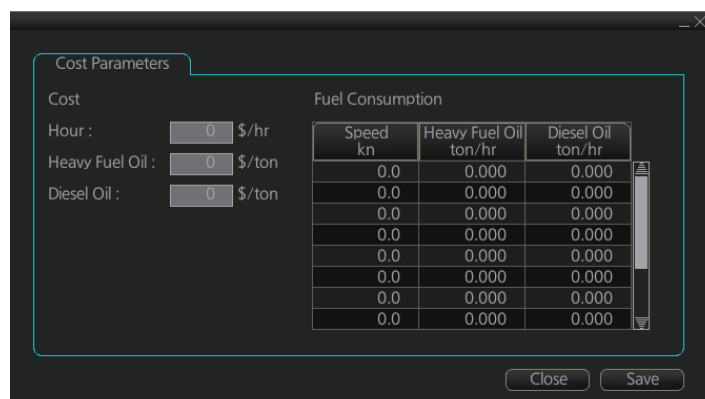 Cost Parameters
Cost
Hour : 0 $/hr
Heavy Fuel Oil : 0 $/ton
Diesel Oil : 0 $/ton
Fuel Consumption
Speed kn Heavy Fuel Oil ton/hr Diesel Oil ton/hr
0.0 0.000 0.000
0.0 0.000 0.000
0.0 0.000 0.000
0.0 0.000 0.000
0.0 0.000 0.000
0.0 0.000 0.000
0.0 0.000 0.000
0.0 0.000 0.000
Close Save